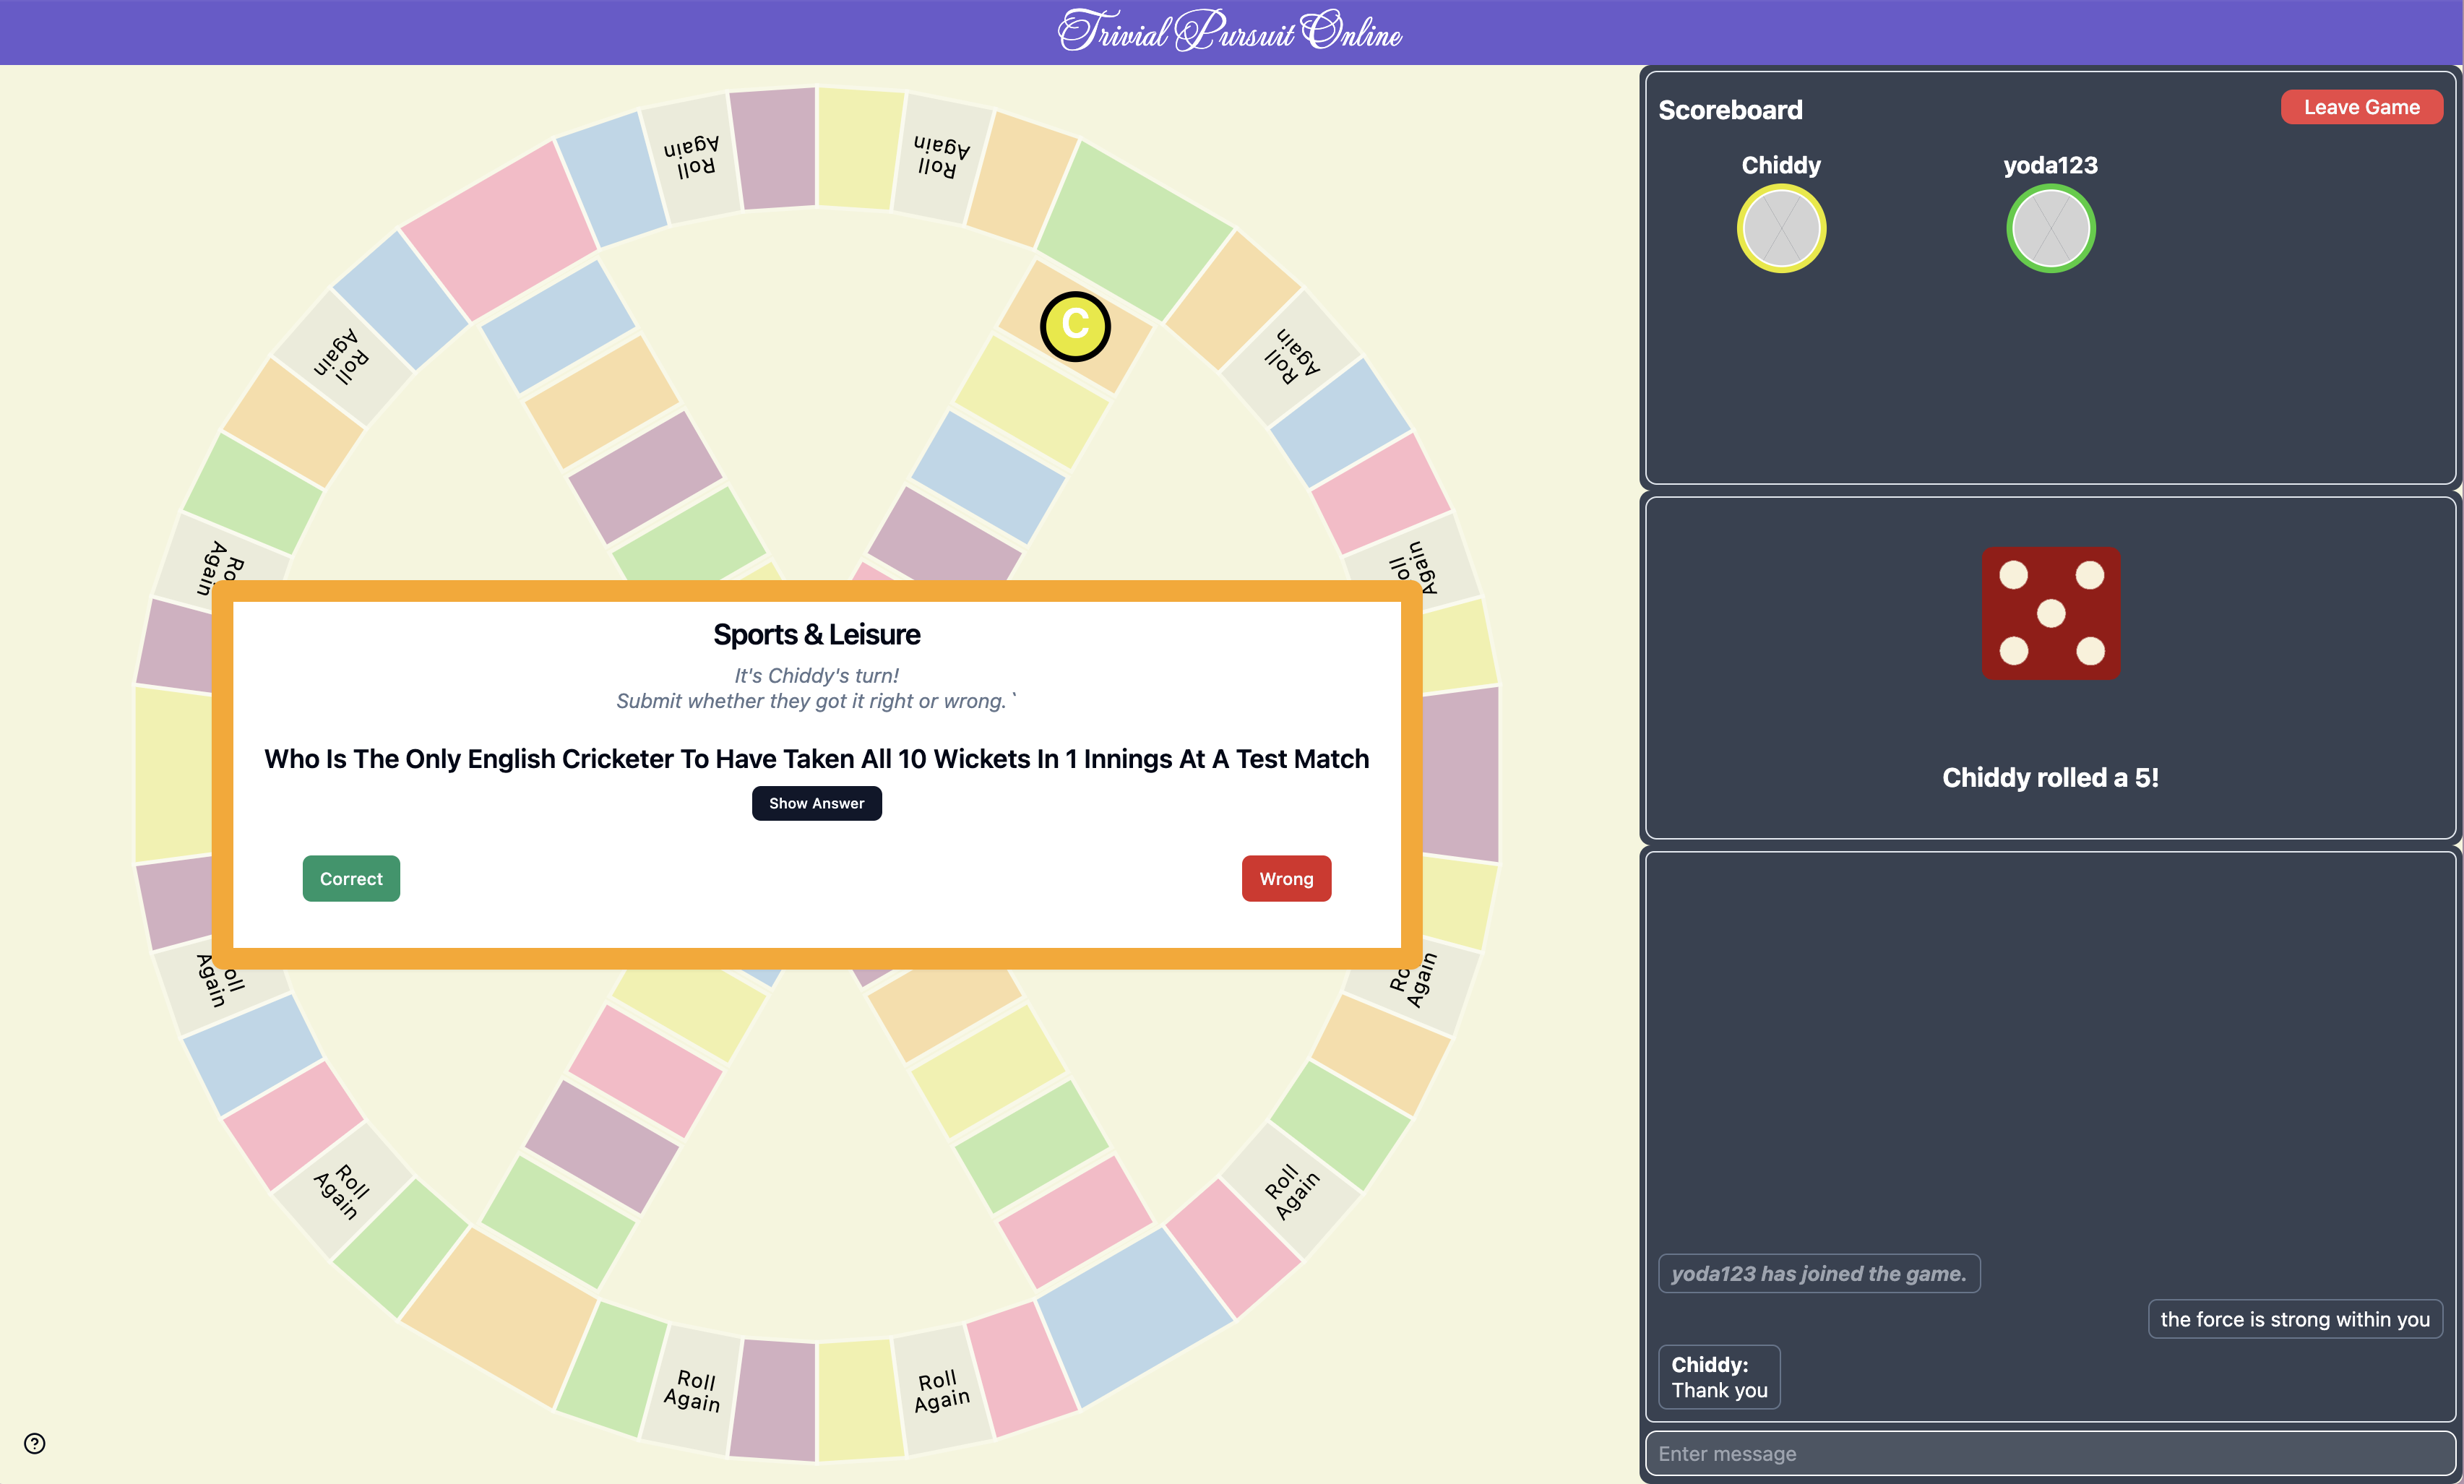 Trivial Pursuit Online
Roll
Again
Roll
Again
Roll
Again
Roll
Again
Again
Again
C
Sports & Leisure
It's Chiddy's turn!
Submit whether they got it right or wrong.`
Who Is The Only English Cricketer To Have Taken All 10 Wickets In 1 Innings At A Test Match
Show Answer
Correct
Wrong
Again
Again
Roll
Again
Roll
Again
Roll
Again
Roll
Again
Scoreboard
Leave Game
Chiddy
yoda123
Chiddy rolled a 5!
yoda123 has joined the game.
the force is strong within you
Chiddy:
Thank you
Enter message
?